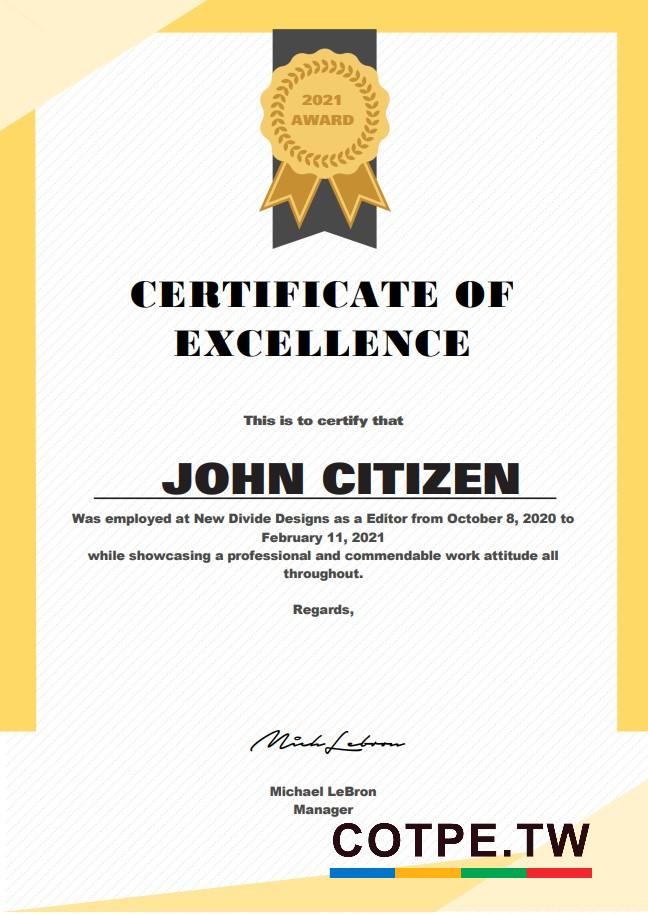 2021
AWARD
CERTIFICATE OF
EXCELLENCE
This is to certify that
JOHN CITIZEN
Was employed at New Divide Designs as a Editor from October 8, 2020 to
February 11, 2021
while showcasing a professional and commendable work attitude all
throughout.
Regards,
Mich Lebron
Michael LeBron
Manager
COTPE.TW